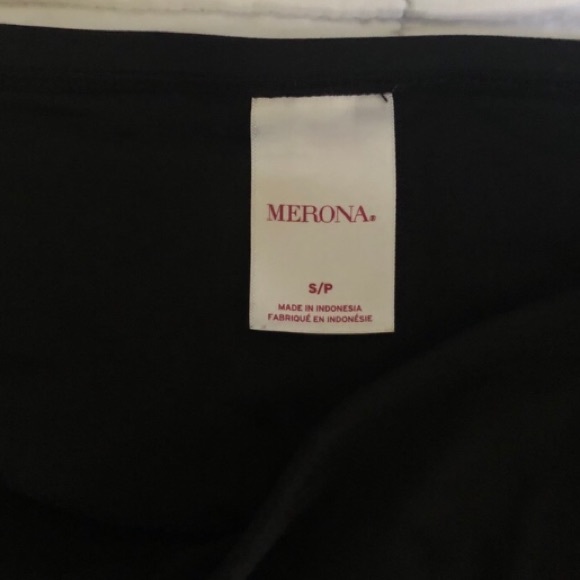 MERONA®
S/P
MADE IN INDONESIA
FABRIQUÉ EN INDONÉSIE